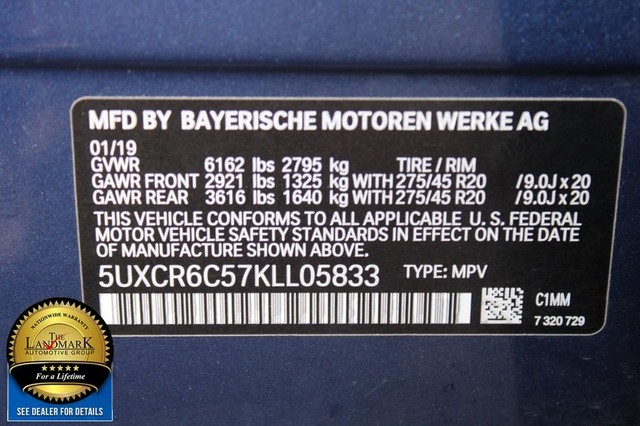 MFD BY BAYERISCHE MOTOREN WERKE AG
01/19
GVWR 6162 lbs 2795 kg TIRE / RIM
GAWR FRONT 2921 lbs 1325 kg WITH 275/45 R20 /9.0J x 20
GAWR REAR 3616 lbs 1640 kg WITH 275/45 R20 /9.0J x 20
THIS VEHICLE CONFORMS TO ALL APPLICABLE U. S. FEDERAL
MOTOR VEHICLE SAFETY STANDARDS IN EFFECT ON THE DATE
OF MANUFACTURE SHOWN ABOVE.
5UXCR6C57KLL05833 TYPE: MPV
C1MM
7 320 729
NATIONWIDE WARRANTY
THE
LANDMARK
AUTOMOTIVE GROUP
For a Lifetime
SEE DEALER FOR DETAILS